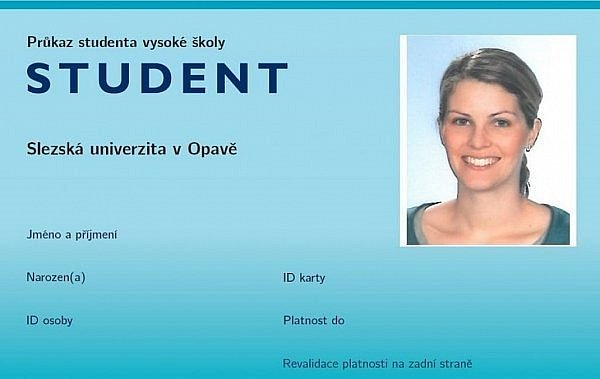 Průkaz studenta vysoké školy
STUDENT
Slezská univerzita v Opavě
Jméno a příjmení
Narozen(a)
ID karty
ID osoby
Platnost do
Revalidace platnosti na zadní straně